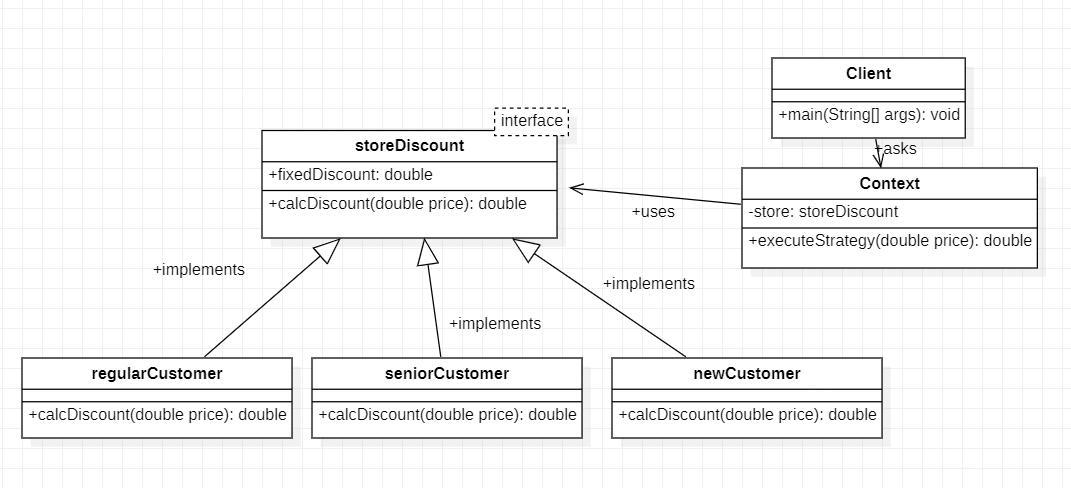 Client
+main(String[] args): void
+asks
interface
storeDiscount
+fixedDiscount: double
+calcDiscount(double price): double
+uses
Context
-store: storeDiscount
+executeStrategy(double price): double
+implements
+implements
+implements
regularCustomer
+calcDiscount(double price): double
seniorCustomer
+calcDiscount(double price): double
newCustomer
+calcDiscount(double price): double